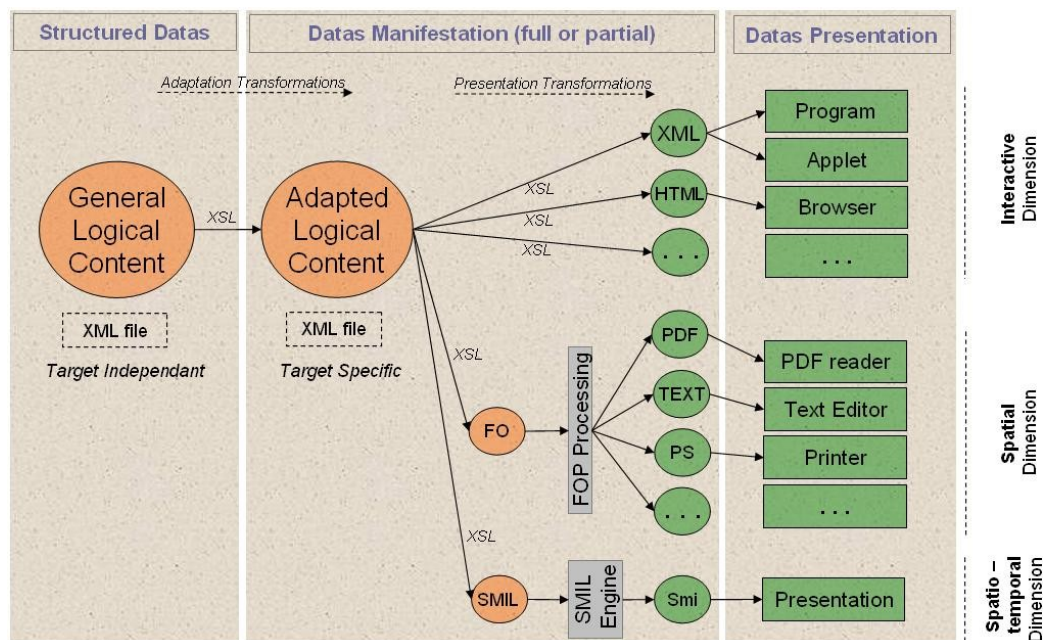 Structured Datas
Datas Manifestation (full or partial)
Datas Presentation
Adaptation Transformations
Presentation Transformations
General
Logical
Content
XSL
Adapted
Logical
Content
XML file
Target Independant
XML file
Target Specific
XSL
XSL
XSL
XML
HTML
. . .
Program
Applet
Browser
. . .
Interactive
Dimension
XSL
FO
FOP Processing
PDF
TEXT
PS
. . .
PDF reader
Text Editor
Printer
. . .
Spatial
Dimension
XSL
SMIL
SMIL
Engine
Smi
Presentation
Spatio –
temporal
Dimension